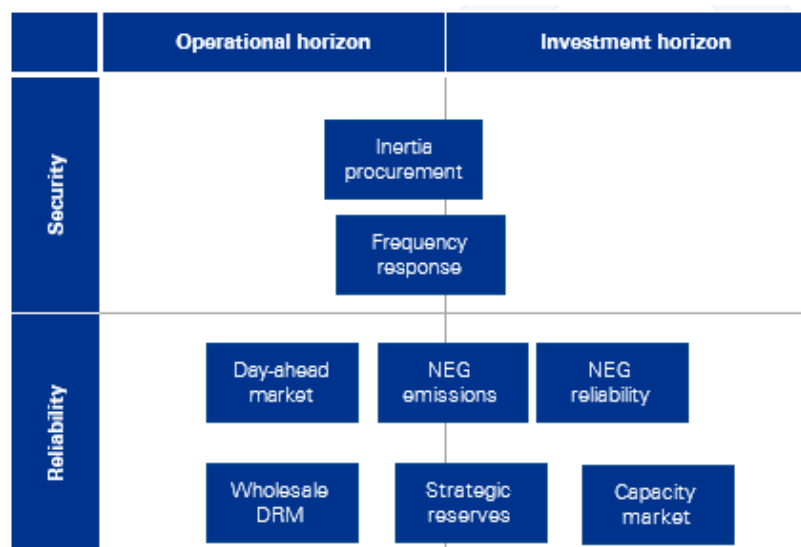 Operational horizon
Investment horizon
Security
Inertia
procurement
Frequency
response
Reliability
Day-ahead
market
NEG
emissions
NEG
reliability
Wholesale
DRM
Strategic
reserves
Capacity
market